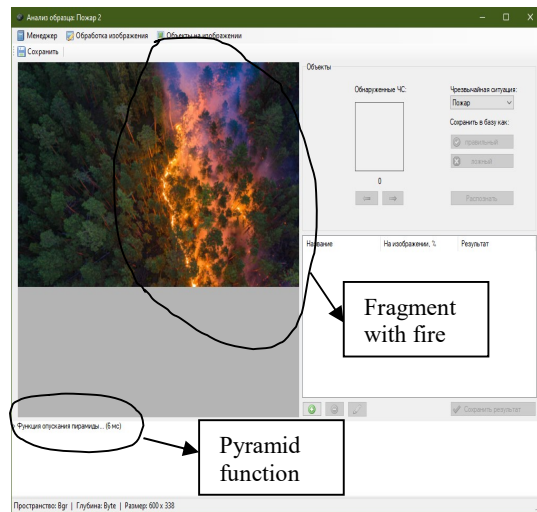 Анализ образца: Пожар 2
Менеджер Обработка изображения Объекты на изображении
Сохранить
Объекты
Обнаруженные ЧС:
Чрезвычайная ситуация:
Пожар
Сохранить в базу как:
правильный
ложный
0
Распознать
Название На изображении, % Результат
Fragment
with fire
Сохранить результат
Функция опускания пирамиды... (6 мс)
Pyramid
function
Пространство: Bgr | Глубина: Byte | Размер: 600 x 338